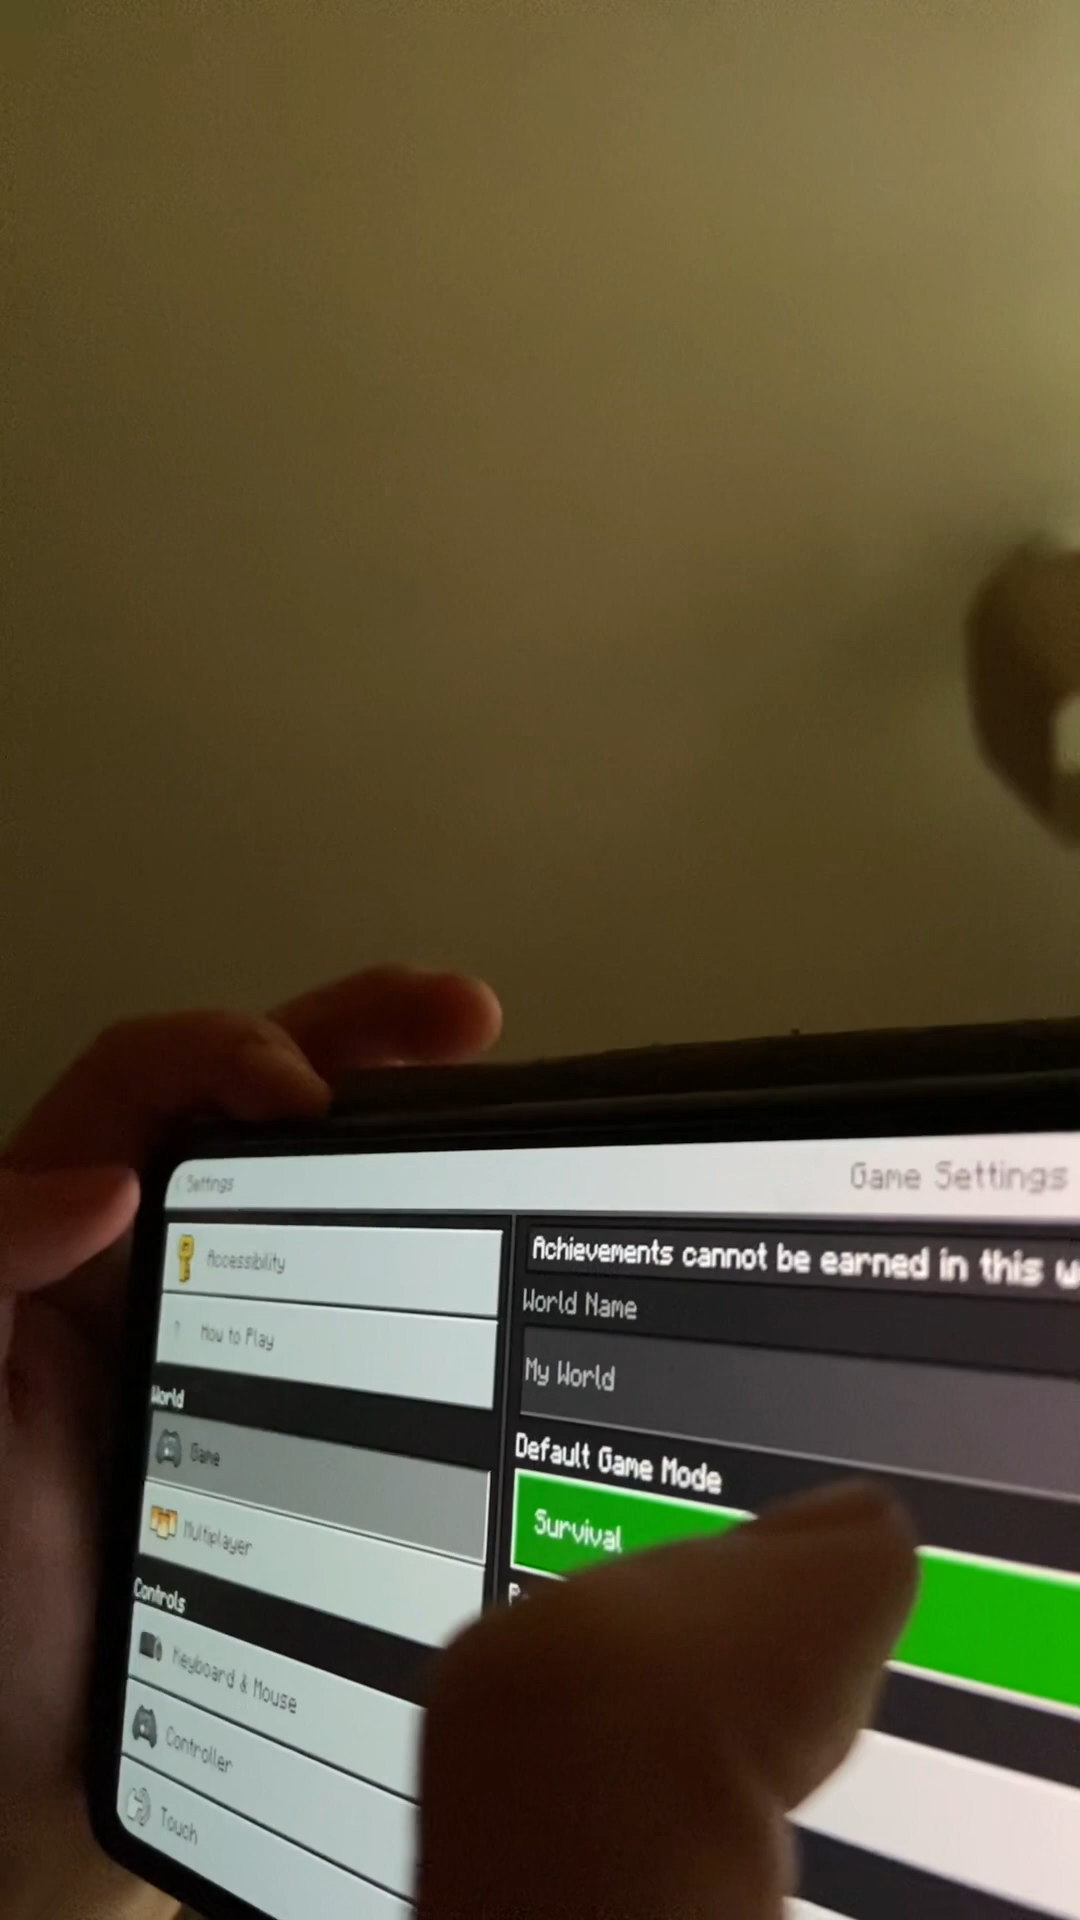 Settings
Game Settings
Accessibility
How to Play
World
Game
Multiplayer
Controls
Keyboard & Mouse
Controller
Touch
Achievements cannot be earned in this
World Name
My World
Default Game Mode
Survival